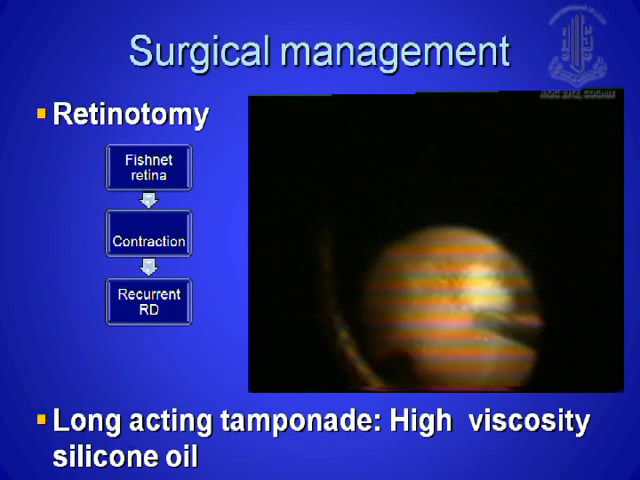 Surgical management
Retinotomy
Fishnet
retina
Contraction
Recurrent
RD
Long acting tamponade: High viscosity
silicone oil